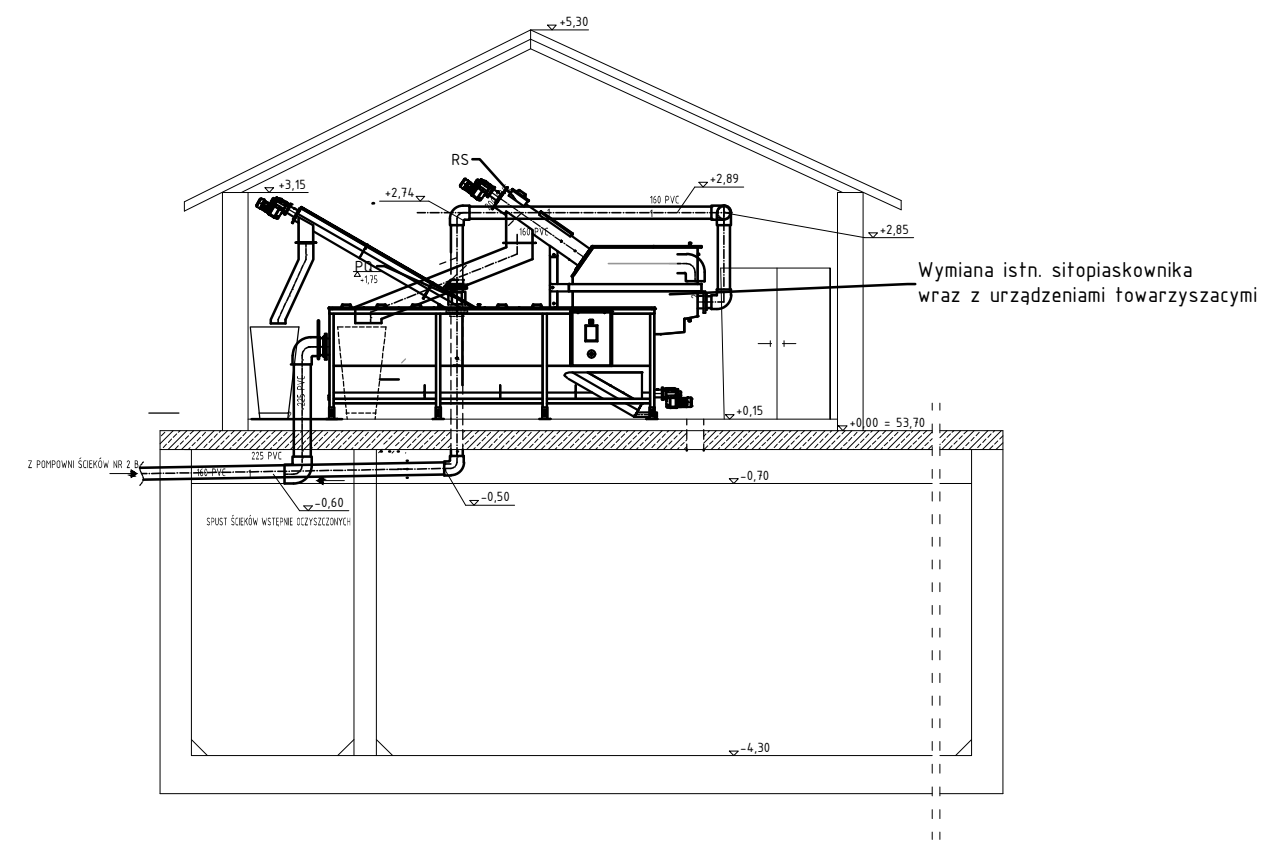 +5,30
RS
+3,15
+2,74
+2,89
160 PVC
160 PVC
+2,85
PG
+1,75
Wymiana istn. sitopiaskownika
wraz z urządzeniami towarzyszacymi
225 PVC
+0,15
+0,00 = 53,70
225 PVC
Z POMPOWNI ŚCIEKÓW NR 2 B
160 PVC
-0,70
-0,50
-0,60
SPUST ŚCIEKÓW WSTĘPNIE OCZYSZCZONYCH
-4,30